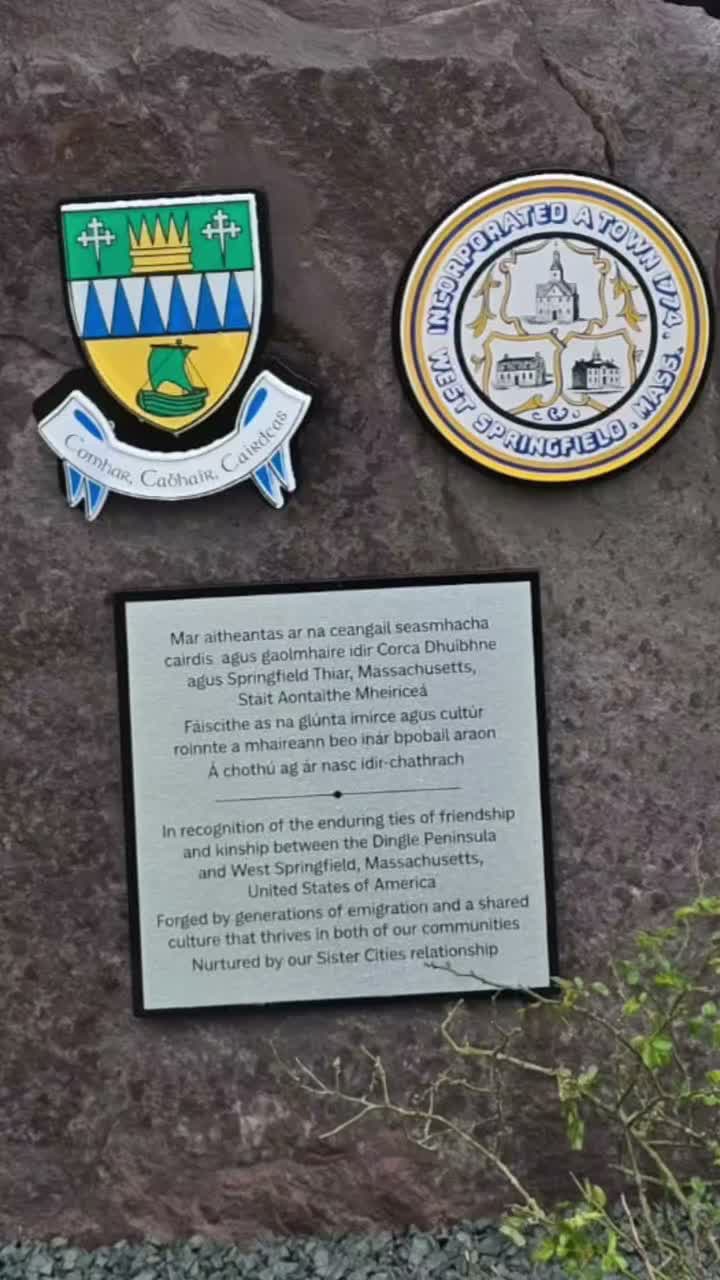 Comhar, Cabhair, Cairdeas
INCORPORATED A TOWN 1774.
WEST SPRINGFIELD. MASS.
Mar aitheantas ar na ceangail seasmhacha
cairdis agus gaolmhaire idir Corca Dhuibhne
agus Springfield Thiar, Massachusetts,
Stáit Aontaithe Mheiriceá
Fáiscithe as na glúnta imirce agus cultúr
roinnte a mhaireann beo inár bpobail araon
Á chothú ag ár nasc idir-chathrach
In recognition of the enduring ties of friendship
and kinship between the Dingle Peninsula
and West Springfield, Massachusetts,
United States of America
Forged by generations of emigration and a shared
culture that thrives in both of our communities
Nurtured by our Sister Cities relationship